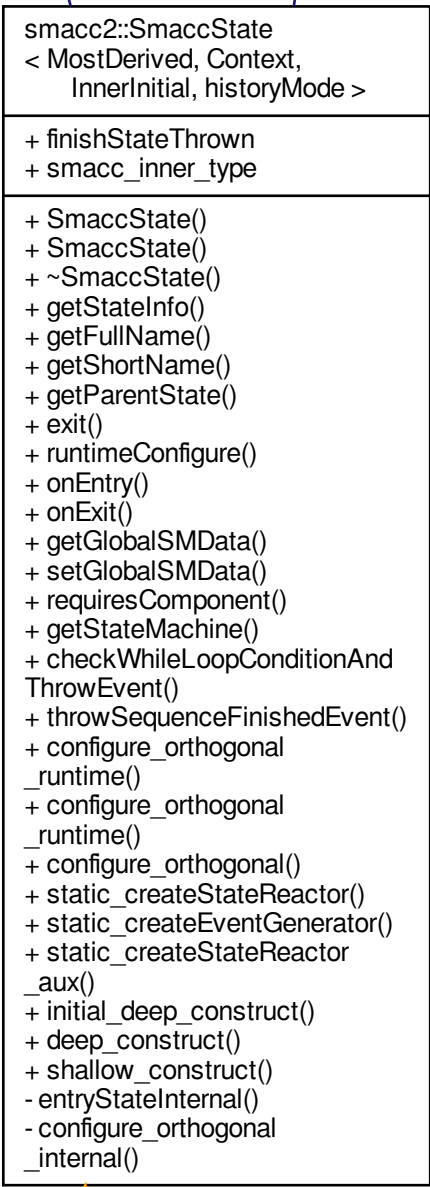 smacc2::SmaccState
< MostDerived, Context,
InnerInitial, historyMode >
+ finishStateThrown
+ smacc_inner_type
+ SmaccState()
+ SmaccState()
+ ~SmaccState()
+ getStateInfo()
+ getFullName()
+ getShortName()
+ getParentState()
+ exit()
+ runtimeConfigure()
+ onEntry()
+ onExit()
+ getGlobalSMData()
+ setGlobalSMData()
+ requiresComponent()
+ getStateMachine()
+ checkWhileLoopConditionAnd
ThrowEvent()
+ throwSequenceFinishedEvent()
+ configure_orthogonal
_runtime()
+ configure_orthogonal
_runtime()
+ configure_orthogonal()
+ static_createStateReactor()
+ static_createEventGenerator()
+ static_createStateReactor
_aux()
+ initial_deep_construct()
+ deep_construct()
+ shallow_construct()
- entryStateInternal()
- configure_orthogonal
_internal()